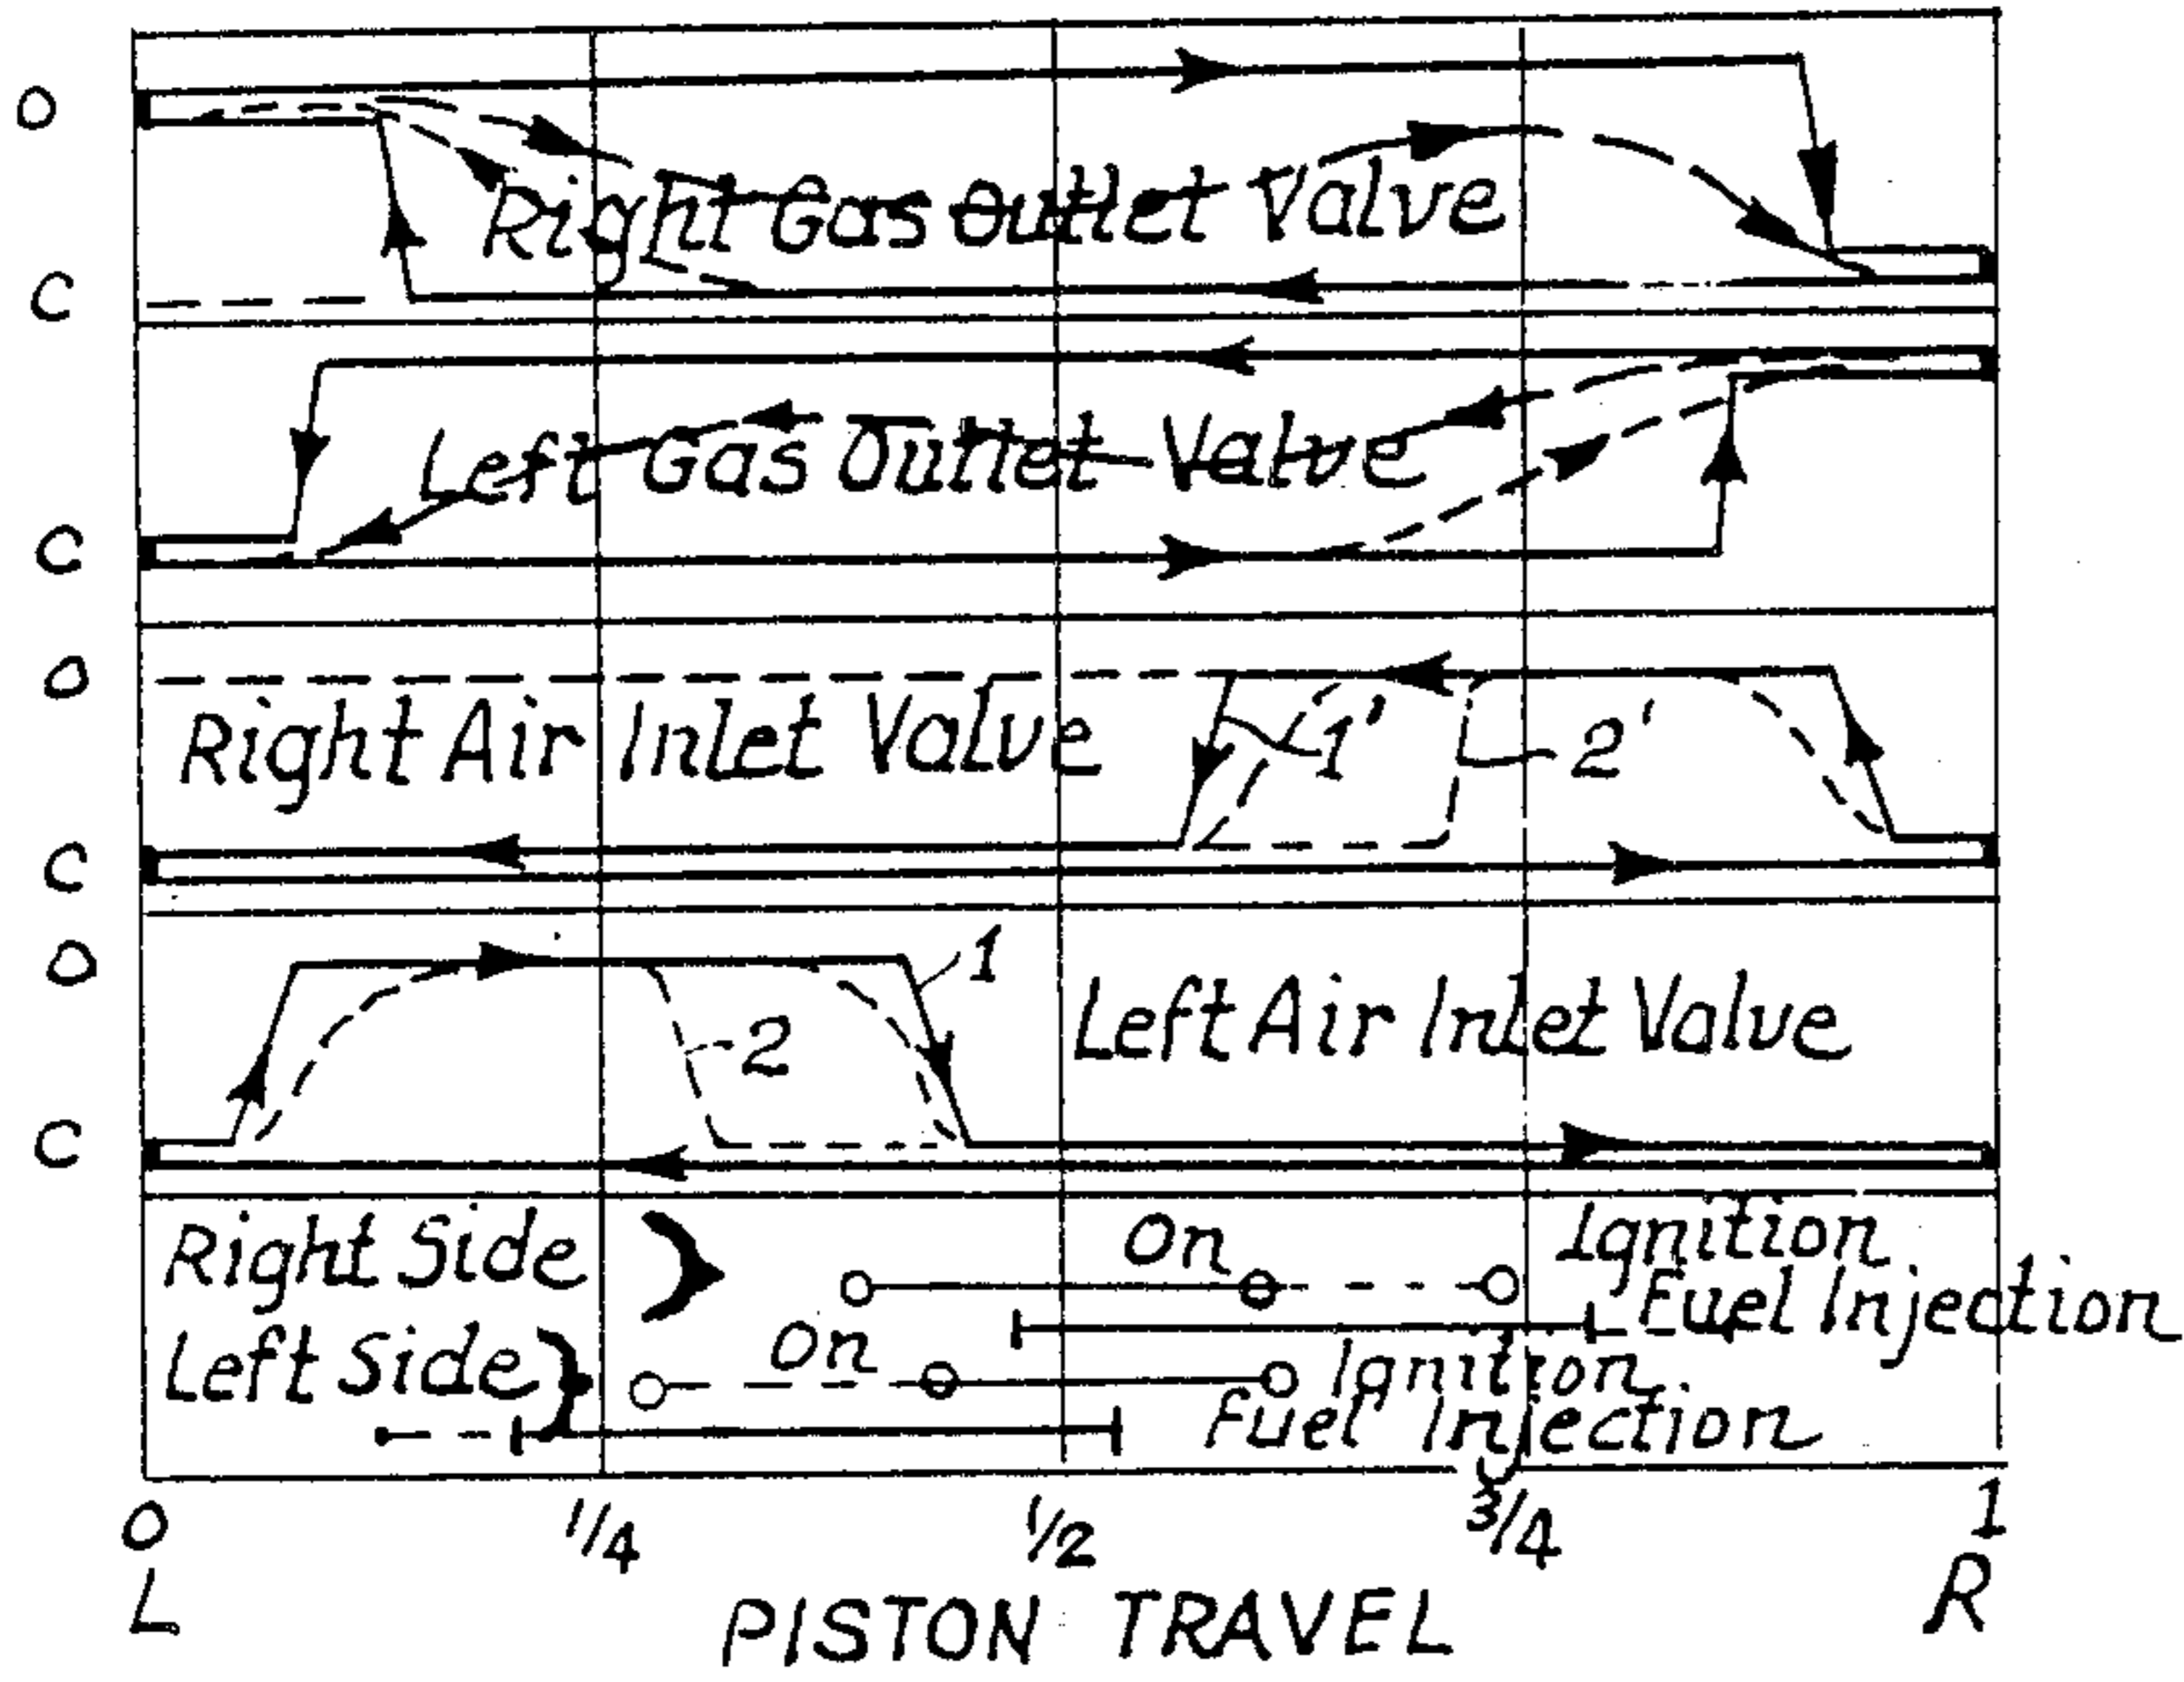 O
Right Gas Outlet Valve
C
Left Gas Outlet Valve
C
O
Right Air Inlet Valve
1'
2'
C
O
1
2
Left Air Inlet Valve
C
Right Side
On
Ignition
Fuel Injection
Left Side
On
Ignition
Fuel Injection
0
1/4
1/2
3/4
1
L
R
PISTON TRAVEL